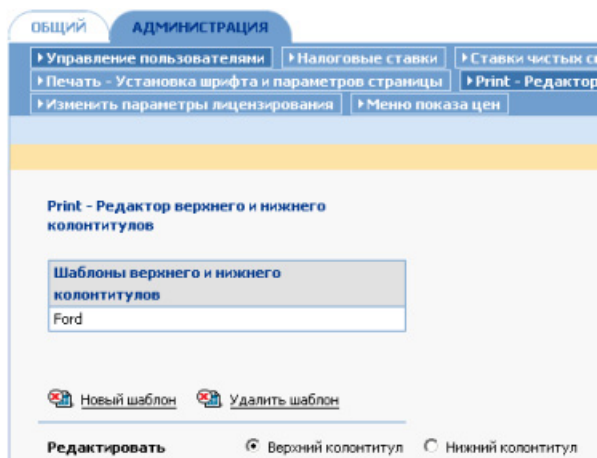 ОБЩИЙ АДМИНИСТРАЦИЯ
Управление пользователями Налоговые ставки Ставки чистых
Печать - Установка шрифта и параметров страницы Print - Редактор
Изменить параметры лицензирования Меню показа цен
Print - Редактор верхнего и нижнего
колонтитулов
Шаблоны верхнего и нижнего
колонтитулов
Ford
Новый шаблон Удалить шаблон
Редактировать Верхний колонтитул Нижний колонтитул